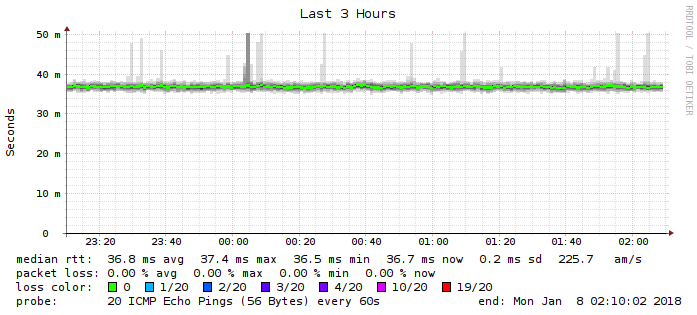 Last 3 Hours
RRDTOOL / TOBI OETIKER
Seconds
50 m
40 m
30 m
20 m
10 m
0
23:20 23:40 00:00 00:20 00:40 01:00 01:20 01:40 02:00
median rtt: 36.8 ms avg 37.4 ms max 36.5 ms min 36.7 ms now 0.2 ms sd 225.7 am/s
packet loss: 0.00 % avg 0.00 % max 0.00 % min 0.00 % now
loss color: 0 1/20 2/20 3/20 4/20 10/20 19/20
probe: 20 ICMP Echo Pings (56 Bytes) every 60s end: Mon Jan 8 02:10:02 2018